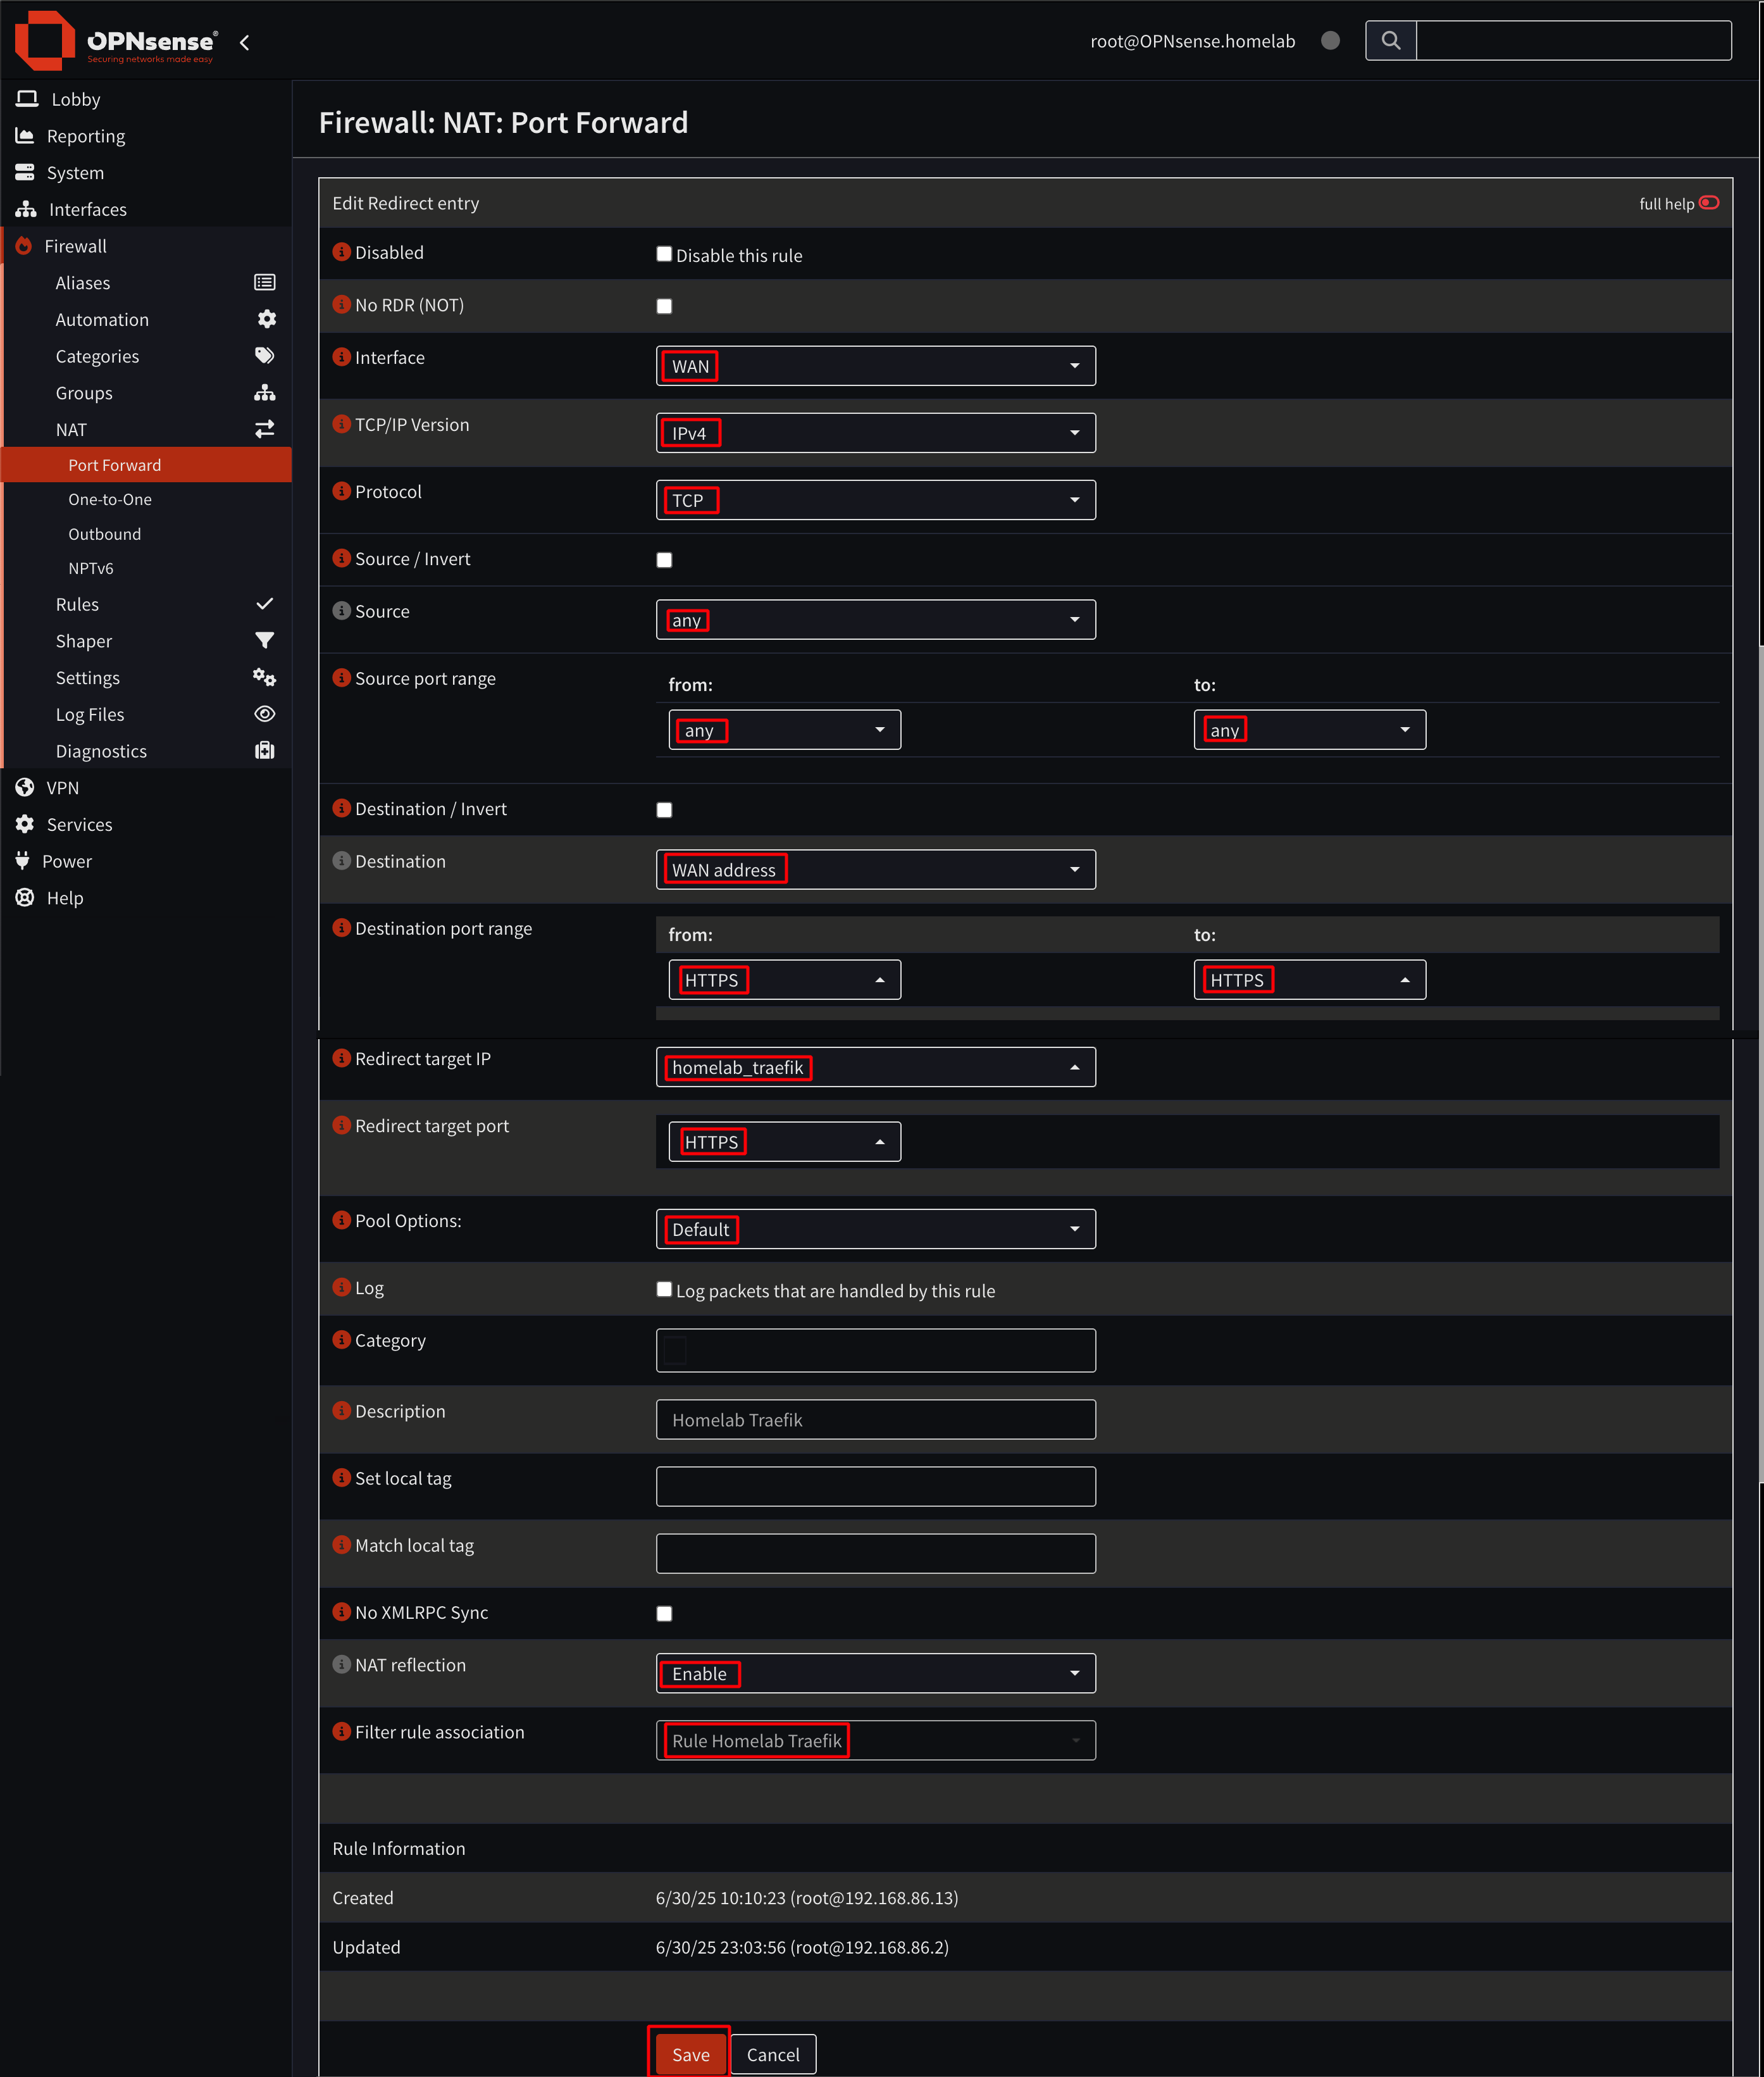 OPNsense®
Securing networks made easy
root@OPNsense.homelab
Lobby
Reporting
System
Interfaces
Firewall
Aliases
Automation
Categories
Groups
NAT
Port Forward
One-to-One
Outbound
NPTv6
Rules
Shaper
Settings
Log Files
Diagnostics
VPN
Services
Power
Help
Firewall: NAT: Port Forward
Edit Redirect entry full help
Disabled Disable this rule
No RDR (NOT)
Interface WAN
TCP/IP Version IPv4
Protocol TCP
Source / Invert
Source any
Source port range from: to:
any any
Destination / Invert
Destination WAN address
Destination port range from: to:
HTTPS HTTPS
Redirect target IP homelab_traefik
Redirect target port HTTPS
Pool Options: Default
Log Log packets that are handled by this rule
Category
Description Homelab Traefik
Set local tag
Match local tag
No XMLRPC Sync
NAT reflection Enable
Filter rule association Rule Homelab Traefik
Rule Information
Created 6/30/25 10:10:23 (root@192.168.86.13)
Updated 6/30/25 23:03:56 (root@192.168.86.2)
Save Cancel